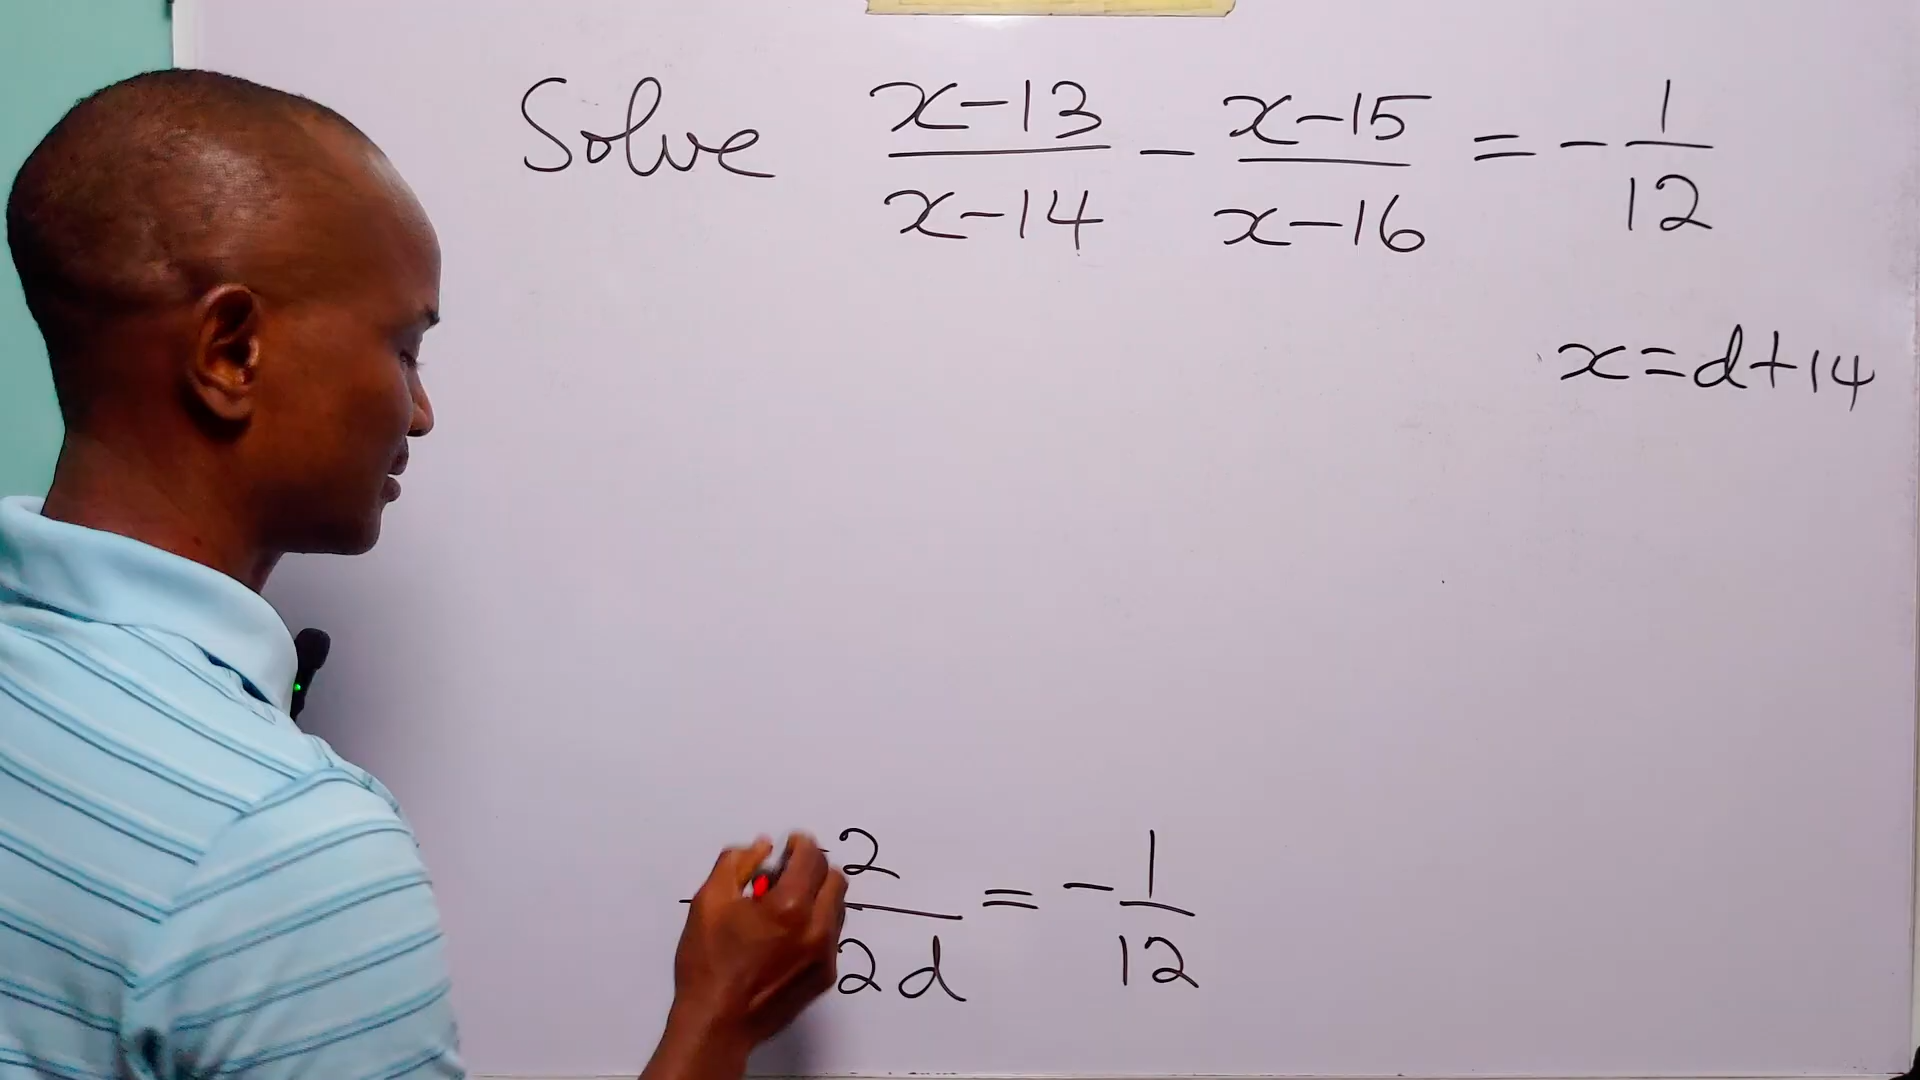 Solve (x-13)/(x-14) - (x-15)/(x-16) = -1/12
x=d+14
2/2d = -1/12